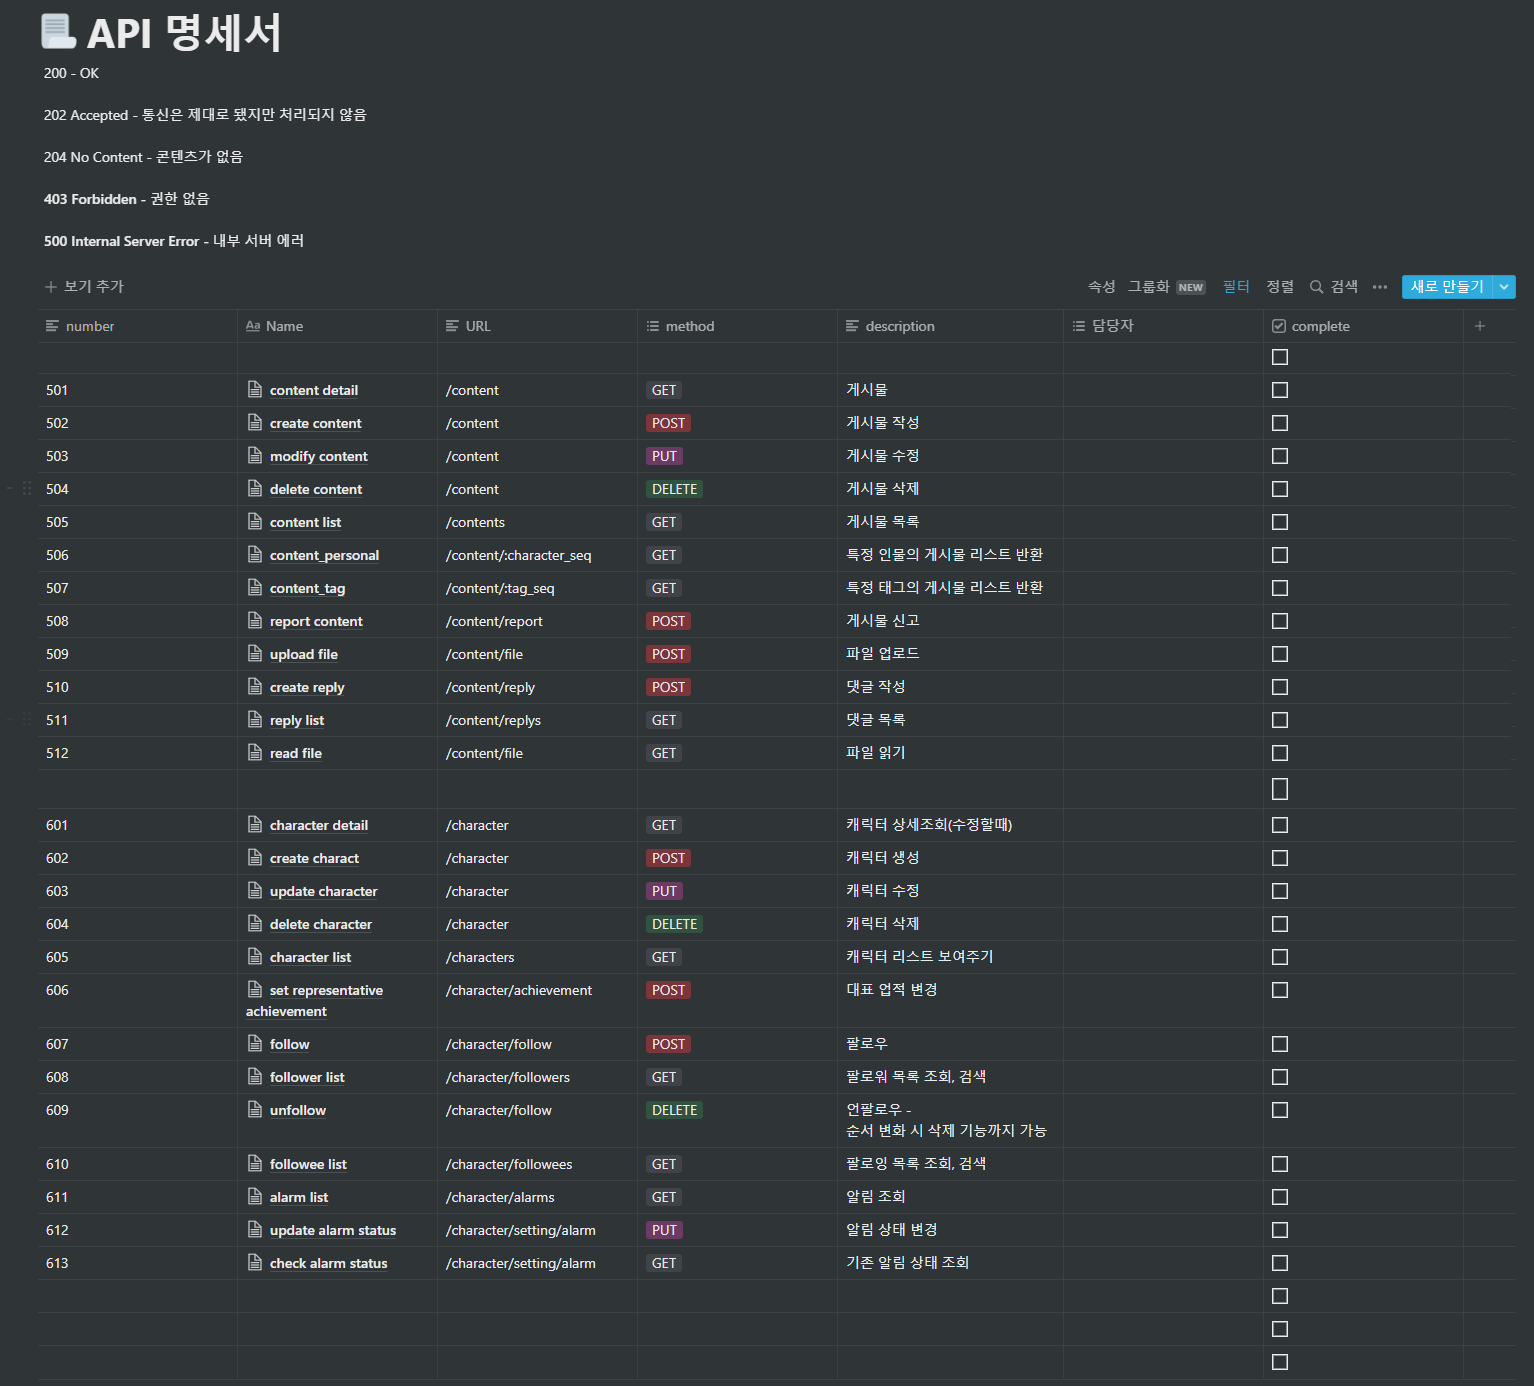 API 명세서
200 - OK
202 Accepted - 통신은 제대로 됐지만 처리되지 않음
204 No Content - 콘텐츠가 없음
403 Forbidden - 권한 없음
500 Internal Server Error - 내부 서버 에러
+ 보기 추가 속성 그룹화 NEW 필터 정렬 검색 ••• 새로 만들기
number Aa Name URL method description 담당자 complete +
501 content detail /content GET 게시물
502 create content /content POST 게시물 작성
503 modify content /content PUT 게시물 수정
504 delete content /content DELETE 게시물 삭제
505 content list /contents GET 게시물 목록
506 content_personal /content/:character_seq GET 특정 인물의 게시물 리스트 반환
507 content_tag /content/:tag_seq GET 특정 태그의 게시물 리스트 반환
508 report content /content/report POST 게시물 신고
509 upload file /content/file POST 파일 업로드
510 create reply /content/reply POST 댓글 작성
511 reply list /content/replys GET 댓글 목록
512 read file /content/file GET 파일 읽기
601 character detail /character GET 캐릭터 상세조회(수정할때)
602 create charact /character POST 캐릭터 생성
603 update character /character PUT 캐릭터 수정
604 delete character /character DELETE 캐릭터 삭제
605 character list /characters GET 캐릭터 리스트 보여주기
606 set representative /character/achievement POST 대표 업적 변경
achievement
607 follow /character/follow POST 팔로우
608 follower list /character/followers GET 팔로워 목록 조회, 검색
609 unfollow /character/follow DELETE 언팔로우 -
순서 변화 시 삭제 기능까지 가능
610 followee list /character/followees GET 팔로잉 목록 조회, 검색
611 alarm list /character/alarms GET 알림 조회
612 update alarm status /character/setting/alarm PUT 알림 상태 변경
613 check alarm status /character/setting/alarm GET 기존 알림 상태 조회